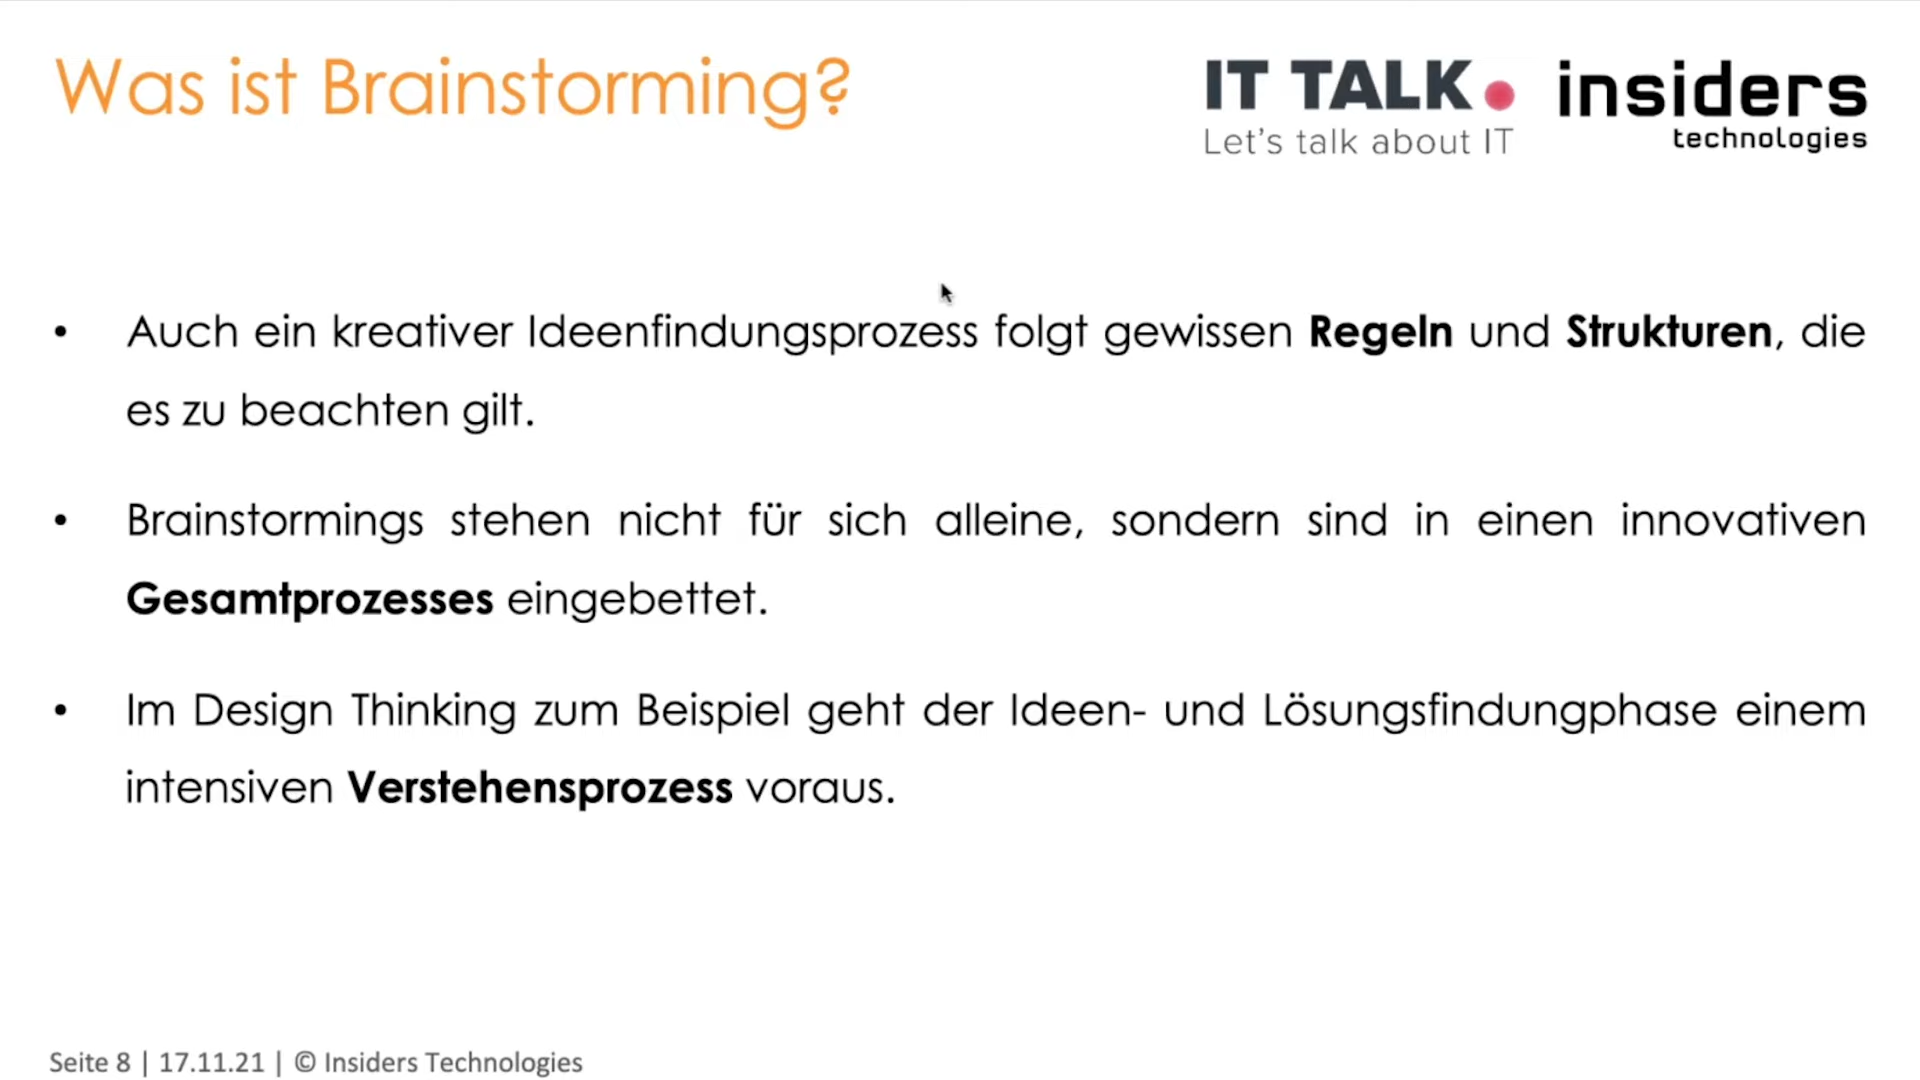 Was ist Brainstorming?
IT TALK
Let's talk about IT
insiders
technologies
• Auch ein kreativer Ideenfindungsprozess folgt gewissen Regeln und Strukturen, die
es zu beachten gilt.
• Brainstormings stehen nicht für sich alleine, sondern sind in einen innovativen
Gesamtprozesses eingebettet.
• Im Design Thinking zum Beispiel geht der Ideen- und Lösungsfindungphase einem
intensiven Verstehensprozess voraus.
Seite 8 | 17.11.21 | © Insiders Technologies